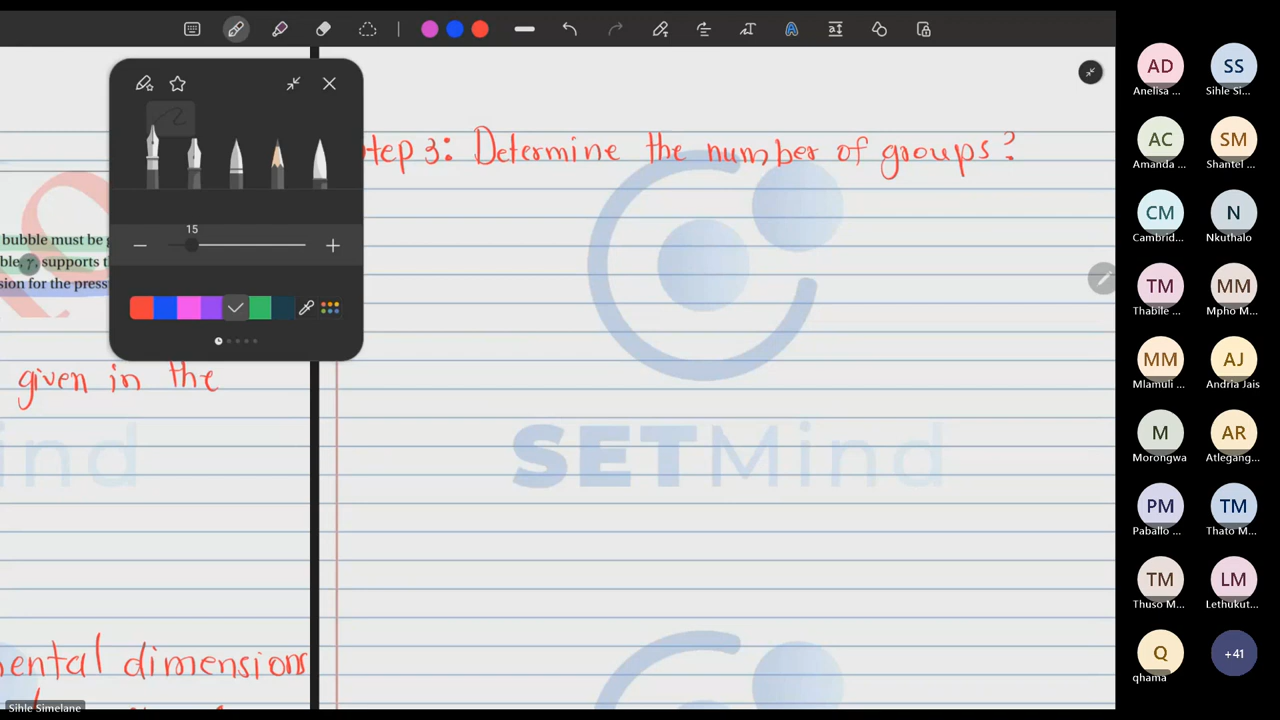 AD
SS
Anelisa ...
Sihle Si...
tep 3: Determine the number of groups?
AC
SM
Amanda ...
Shantel ...
15
CM
N
Cambrid...
Nkuthalo
bubble must be
ble, γ, supports th
sion for the press
TM
MM
Thabile ...
Mpho M...
given in the
MM
AJ
Mlamuli ...
Andria Jais
M
AR
Morongwa
Atlegang...
ind
SETMind
PM
TM
Paballo ...
Thato M...
TM
LM
Thuso M...
Lethukut...
ental dimensions
Q
+41
qhama
Sihle Simelane